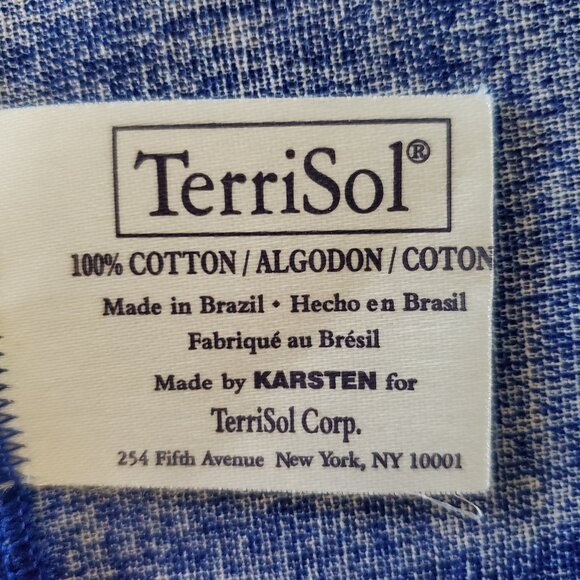 TerriSol®
100% COTTON / ALGODON / COTON
Made in Brazil • Hecho en Brasil
Fabriqué au Brésil
Made by KARSTEN for
TerriSol Corp.
254 Fifth Avenue New York, NY 10001